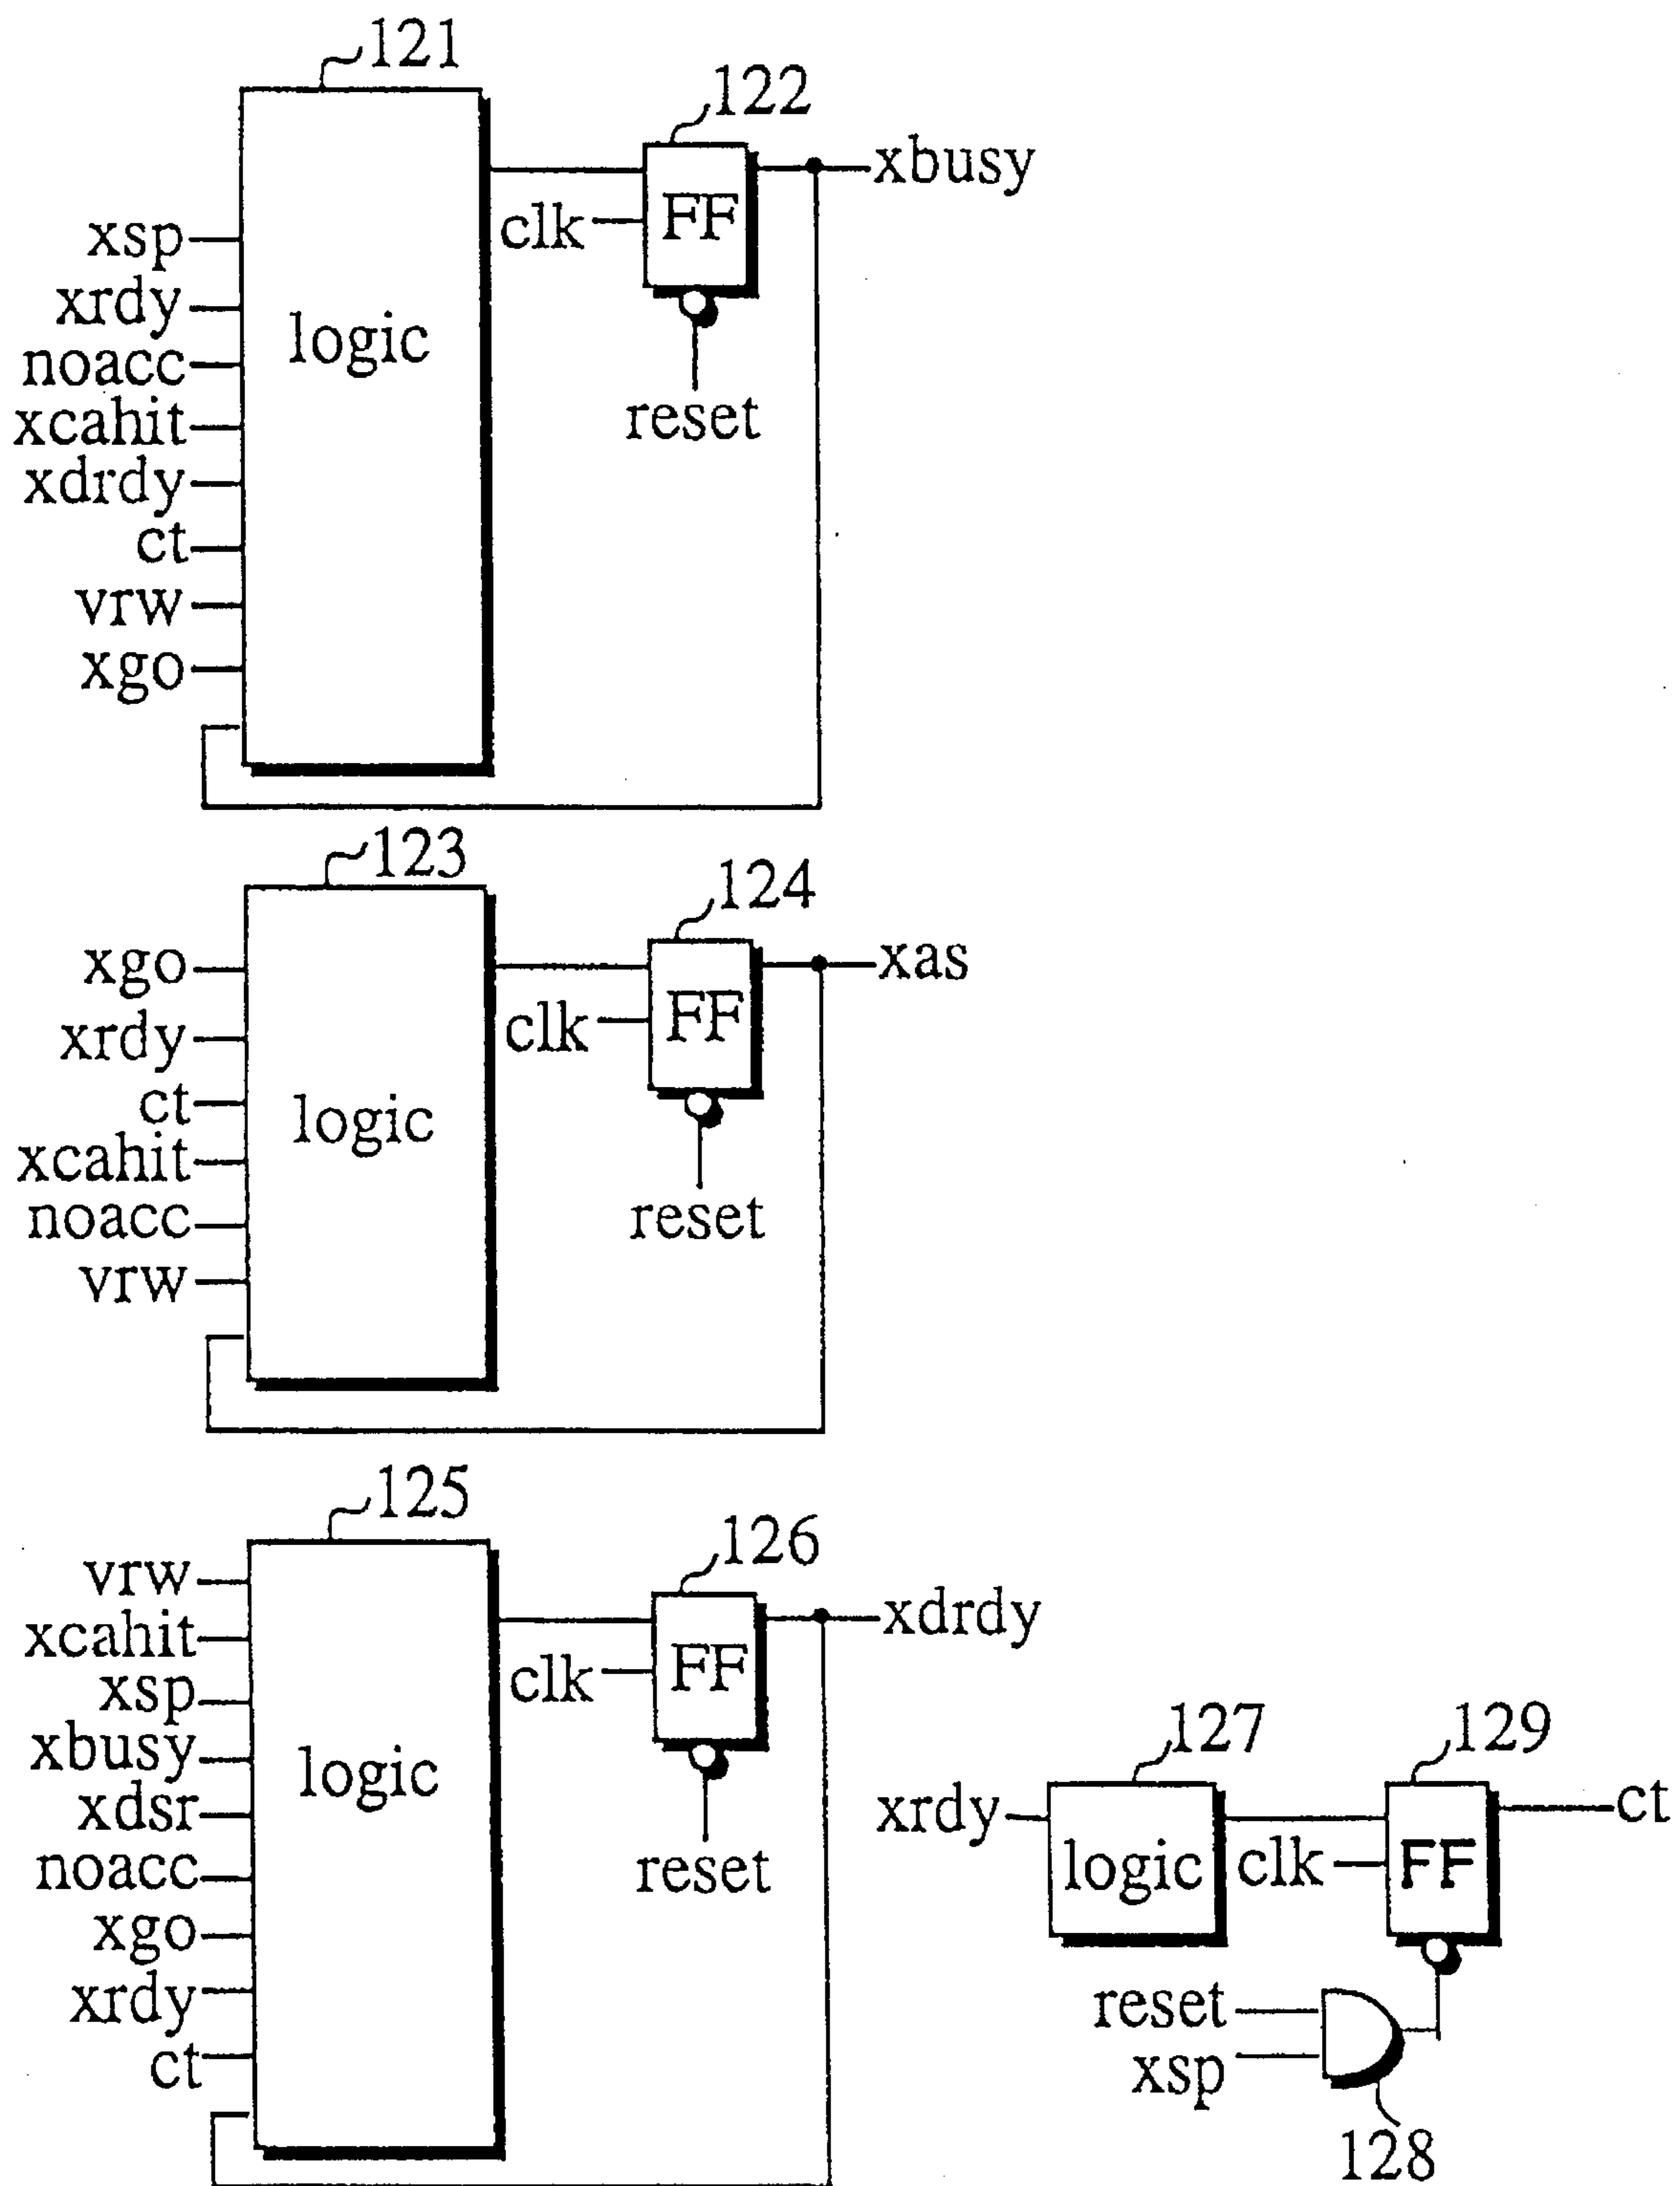 121
122
xbusy
clk
FF
xsp
xrdy
noacc
xcahit
xdrdy
ct
vrw
xgo
logic
reset
123
124
xas
clk
FF
xgo
xrdy
ct
xcahit
noacc
vrw
logic
reset
125
126
xdrdy
clk
FF
vrw
xcahit
xsp
xbusy
xdsr
noacc
xgo
xrdy
ct
logic
reset
127
129
xrdy
logic
clk
FF
ct
reset
xsp
128